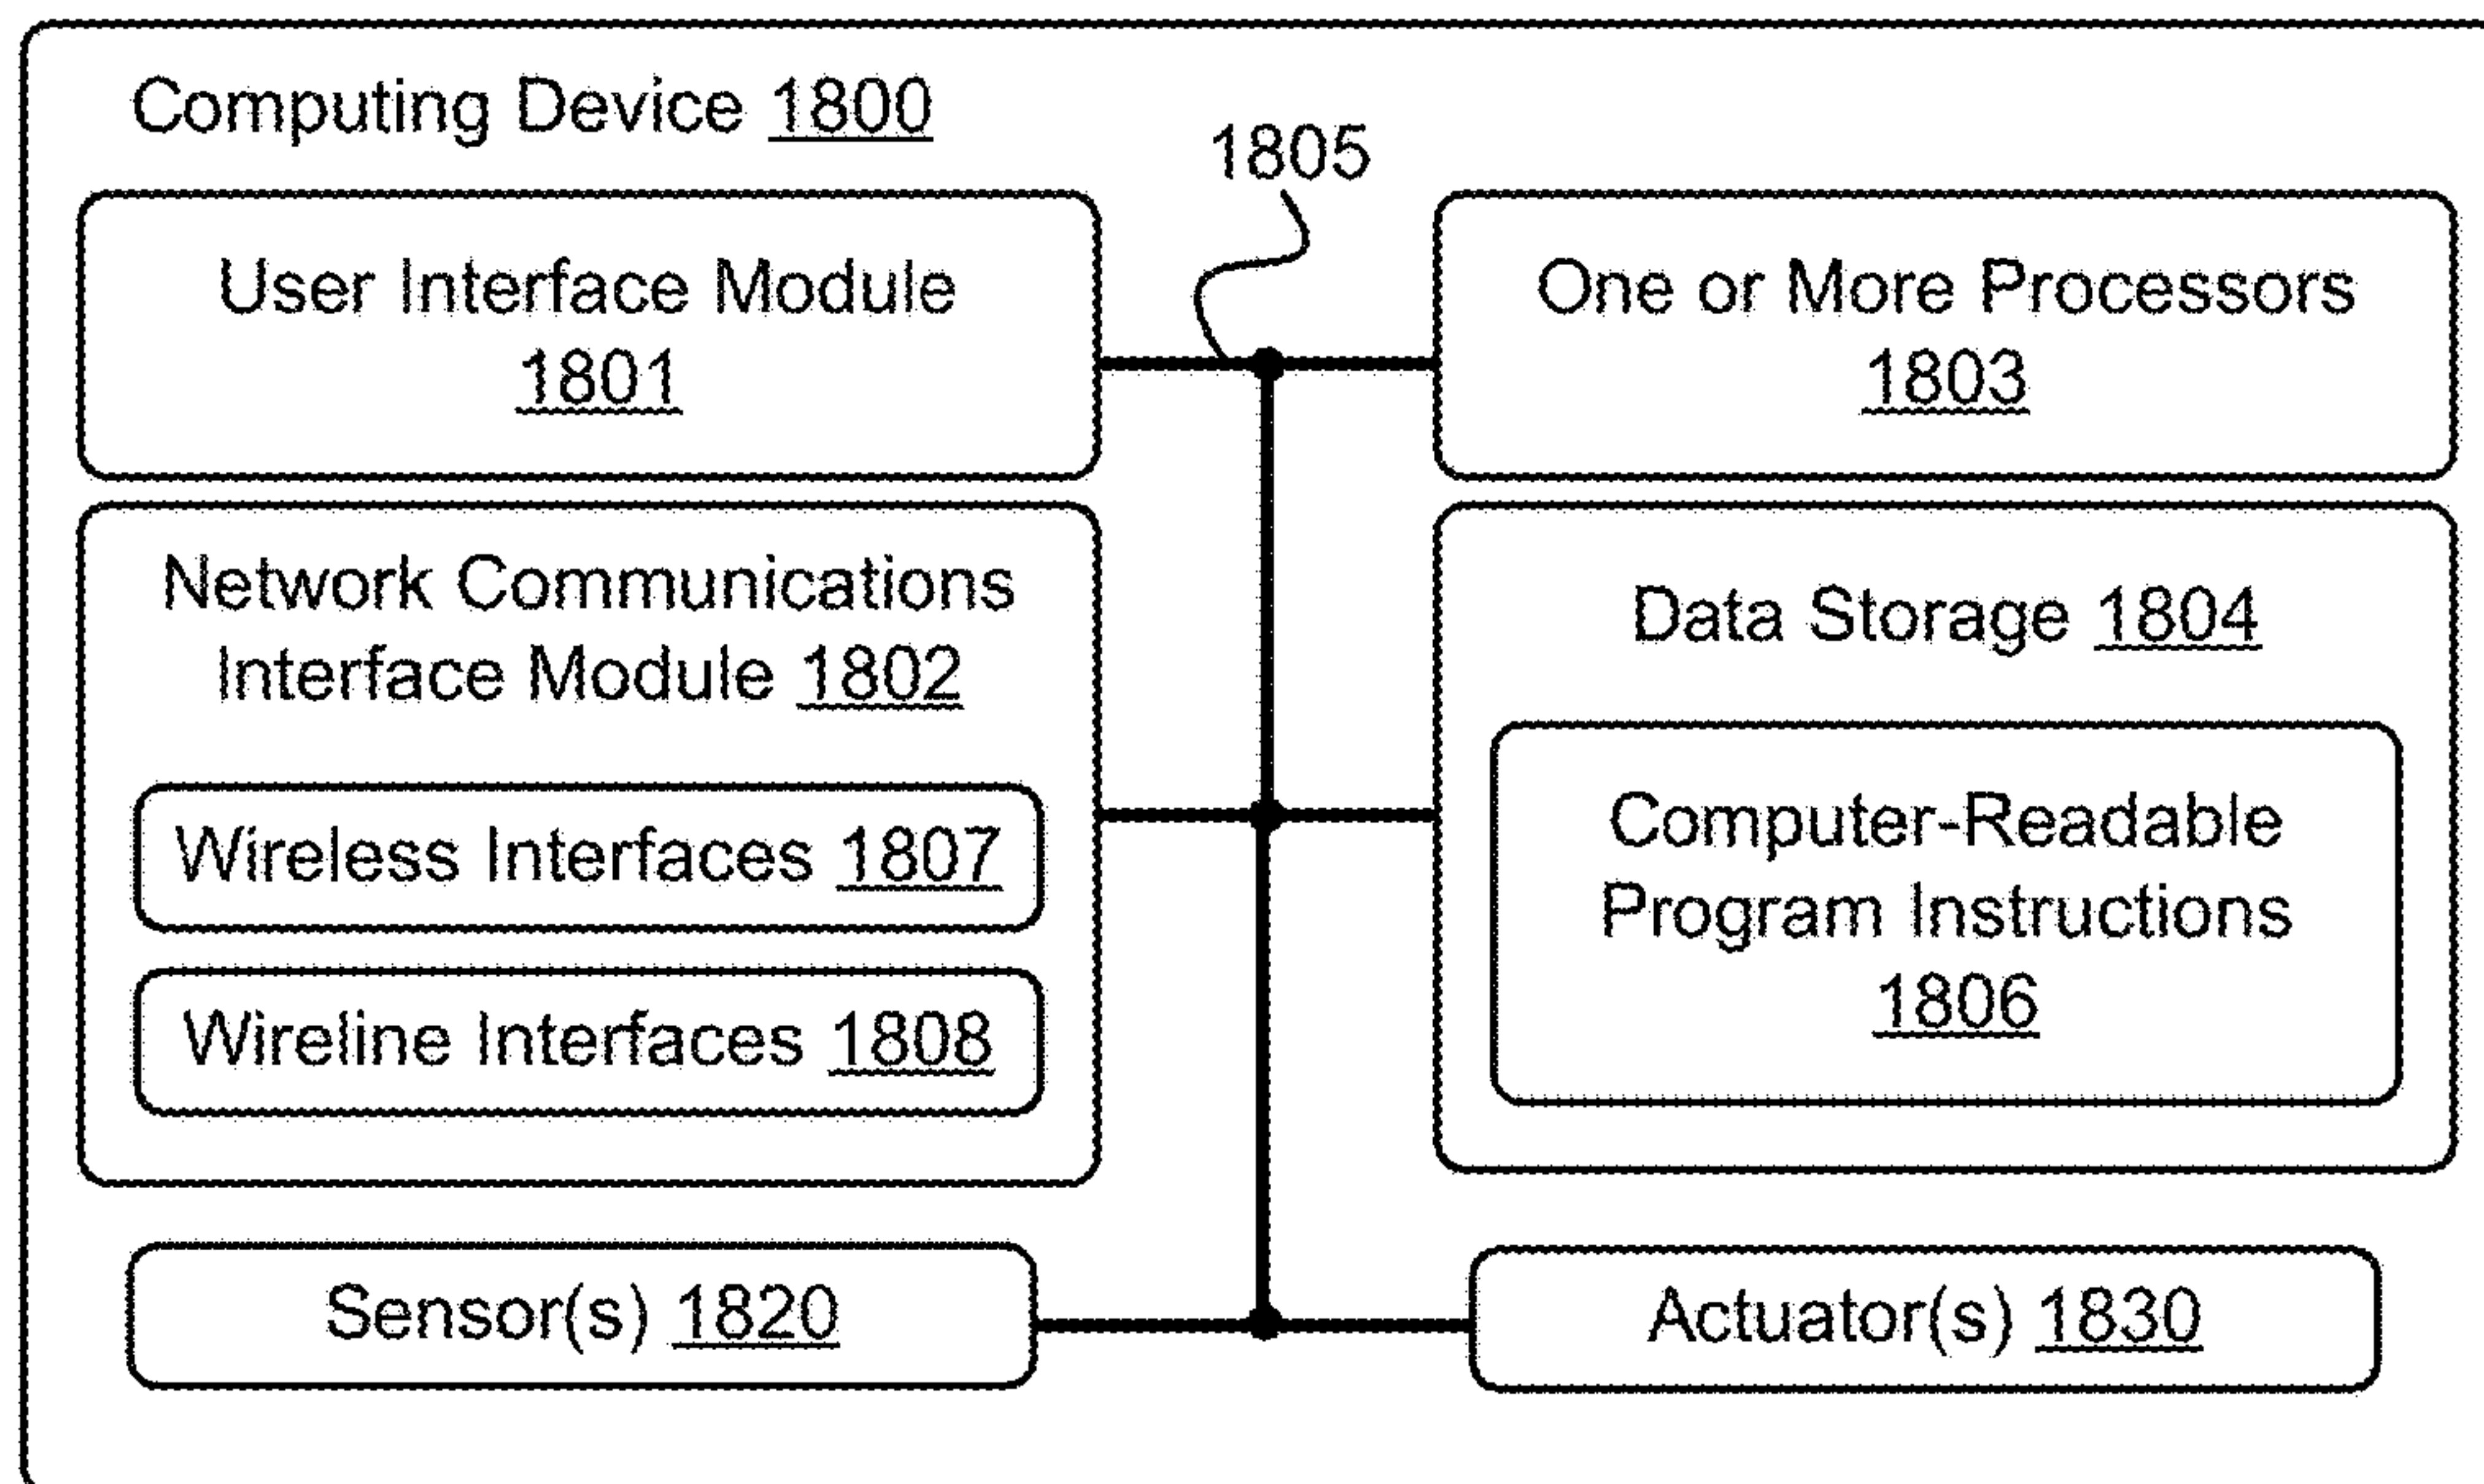 Computing Device 1800
1805
User Interface Module
1801
One or More Processors
1803
Network Communications
Interface Module 1802
Wireless Interfaces 1807
Wireline Interfaces 1808
Data Storage 1804
Computer-Readable
Program Instructions
1806
Sensor(s) 1820
Actuator(s) 1830